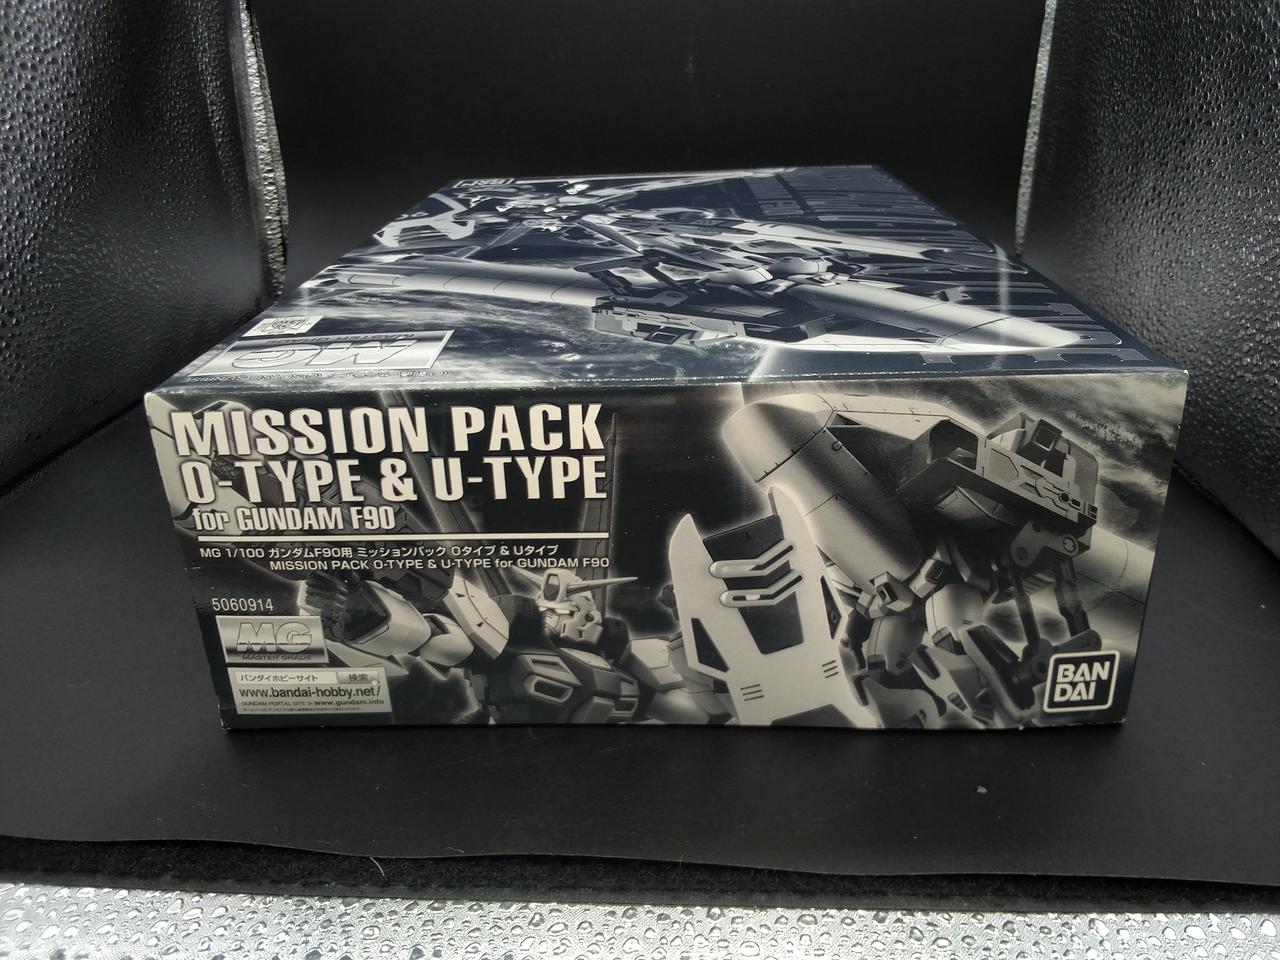 MG
MISSION PACK
O-TYPE & U-TYPE
for GUNDAM F90
MG 1/100 ガンダムF90用 ミッションパック Oタイプ & Uタイプ
MISSION PACK O-TYPE & U-TYPE for GUNDAM F90
5060914
MG
MASTER GRADE
バンダイホビーサイト 検索
www.bandai-hobby.net/
GUNDAM PORTAL SITE www.gundam.info
BAN
DAI